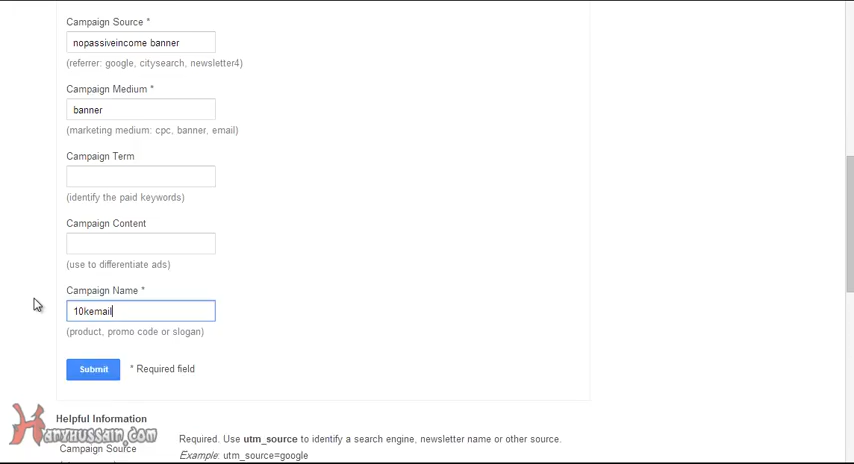 Campaign Source *
nopassiveincome banner
(referrer: google, citysearch, newsletter4)
Campaign Medium *
banner
(marketing medium: cpc, banner, email)
Campaign Term
(identify the paid keywords)
Campaign Content
(use to differentiate ads)
Campaign Name *
10kemail
(product, promo code or slogan)
Submit * Required field
Helpful Information
HANYHUSSAIN.COM
Campaign Source
Required. Use utm_source to identify a search engine, newsletter name or other source.
Example: utm_source=google